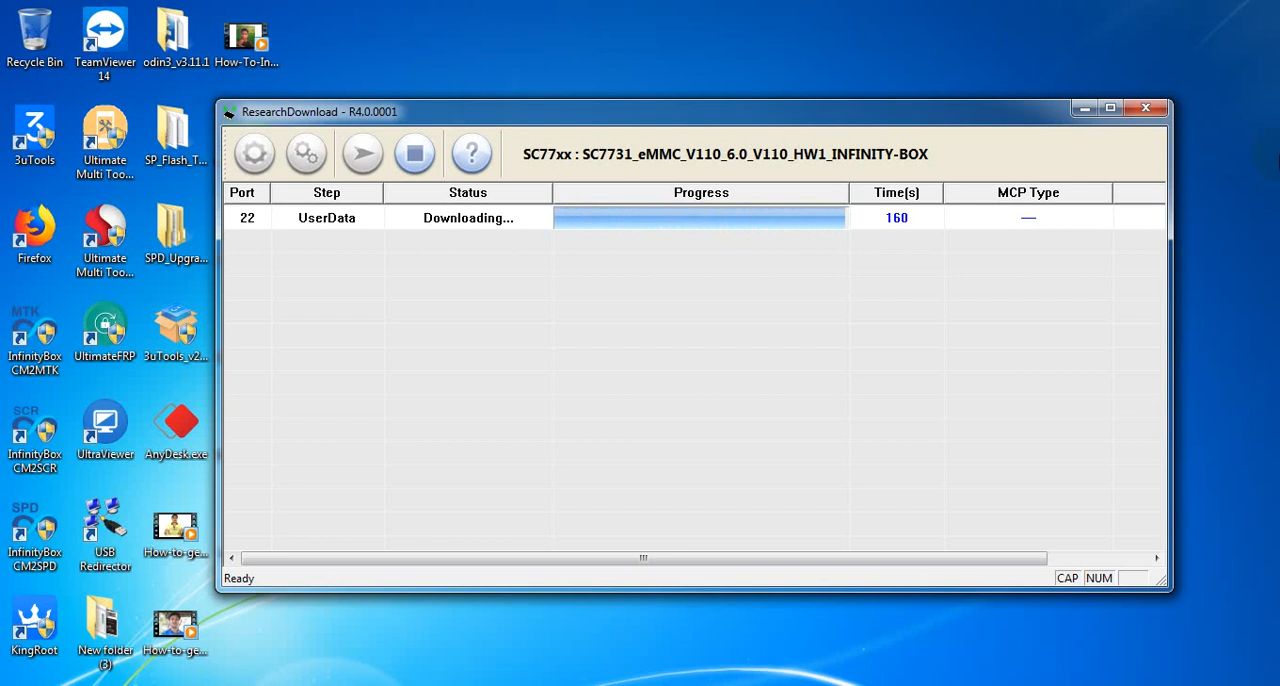 Recycle Bin
TeamViewer
14
odin3_v3.11.1
How-To-In...
3uTools
Ultimate
Multi Too...
SP_Flash_T...
Firefox
Ultimate
Multi Too...
SPD_Upgra...
MTK
InfinityBox
CM2MTK
UltimateFRP
3uTools_v2...
SCR
InfinityBox
CM2SCR
UltraViewer
AnyDesk.exe
SPD
InfinityBox
CM2SPD
USB
Redirector
How-to-ge...
KingRoot
New folder
(3)
How-to-ge...
ResearchDownload - R4.0.0001
SC77xx : SC7731_eMMC_V110_6.0_V110_HW1_INFINITY-BOX
Port Step Status Progress Time(s) MCP Type
22 UserData Downloading... 160 —
Ready CAP NUM